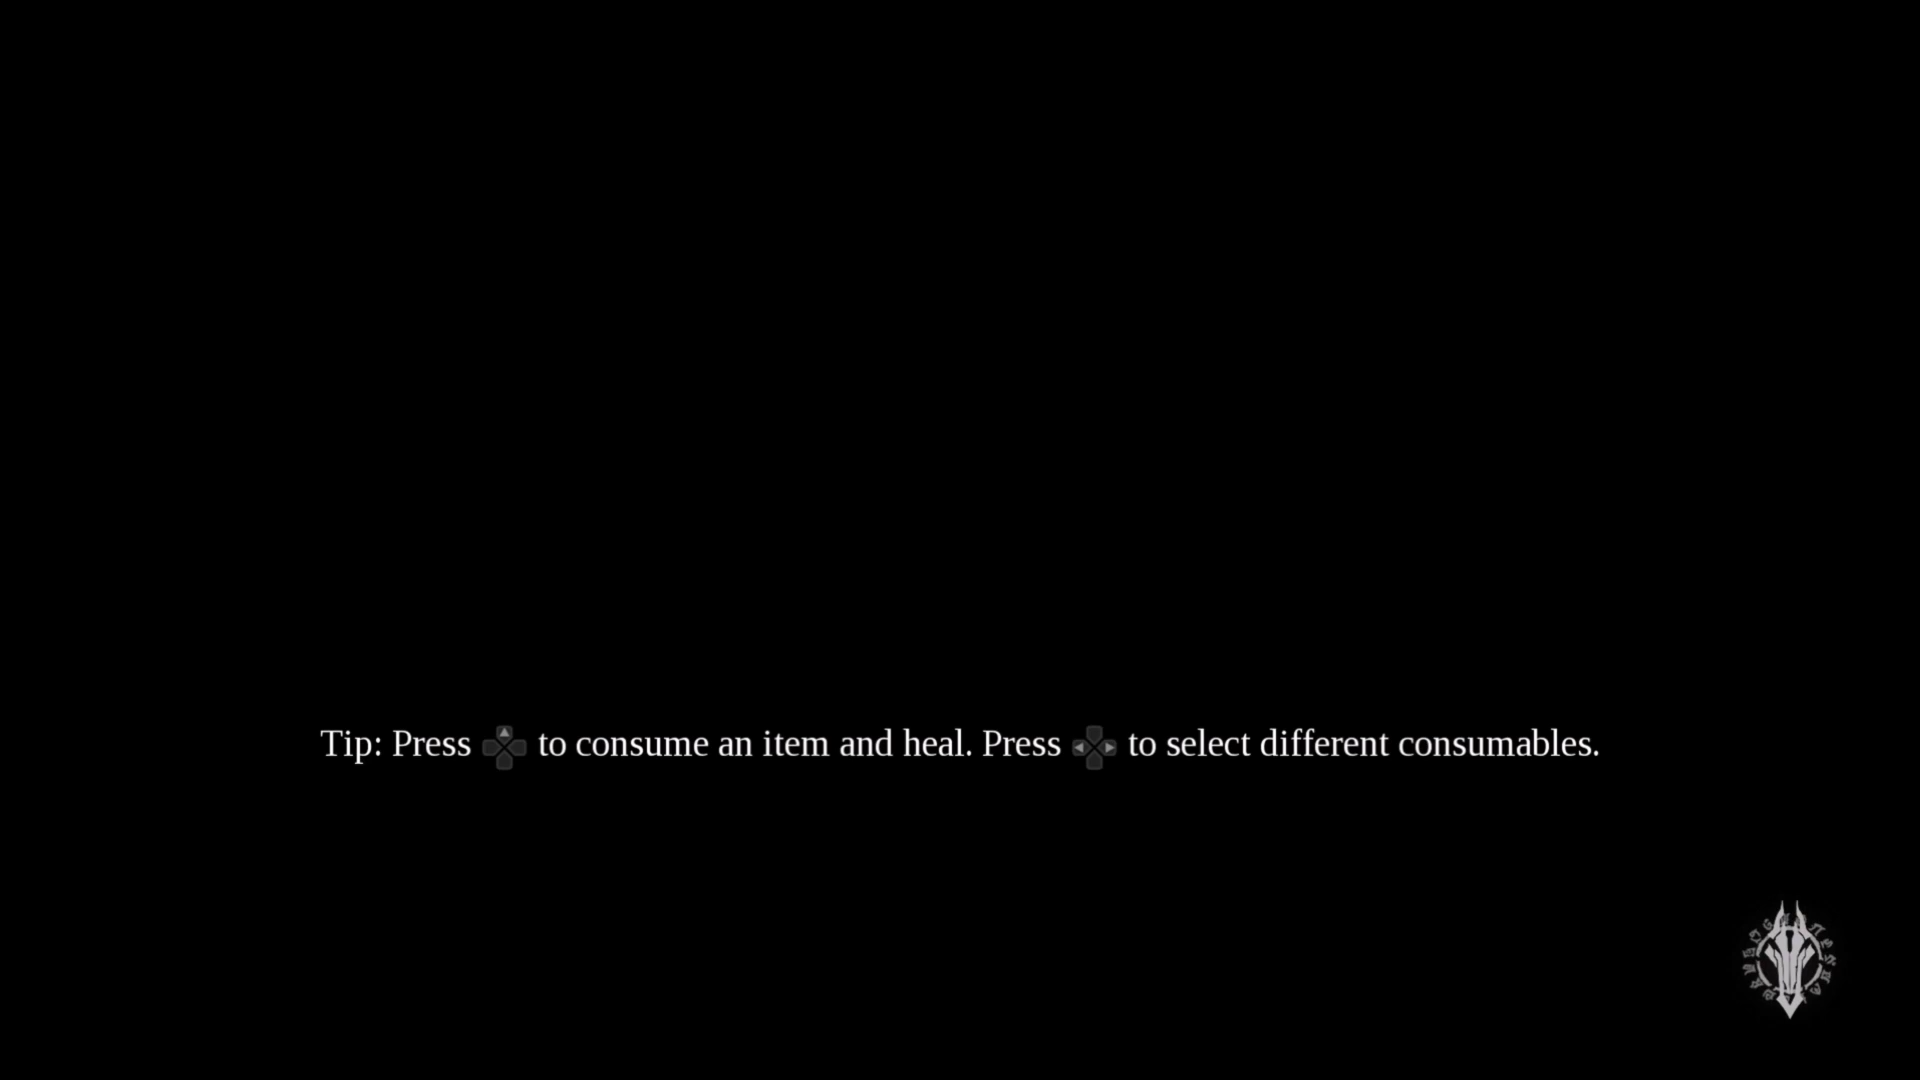 Tip: Press to consume an item and heal. Press to select different consumables.